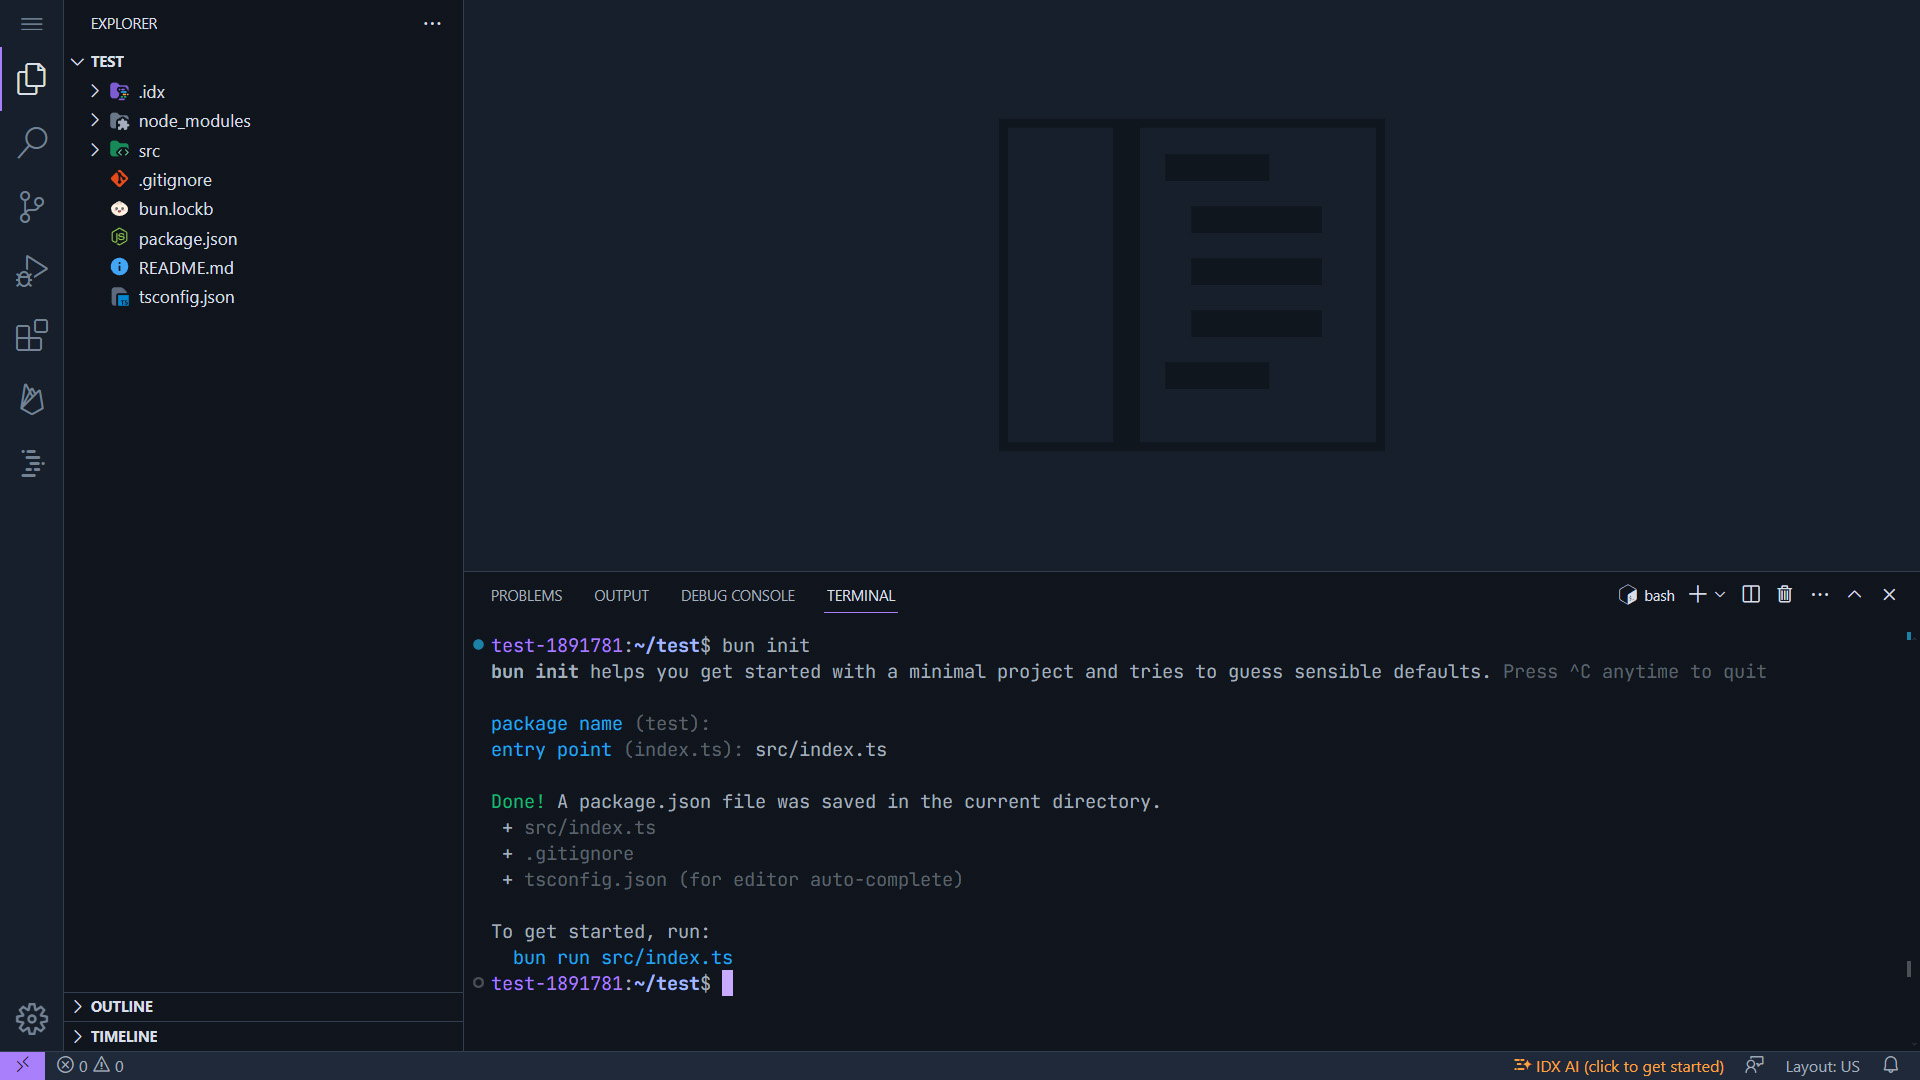 EXPLORER
TEST
.idx
node_modules
src
.gitignore
bun.lockb
package.json
README.md
tsconfig.json
OUTLINE
TIMELINE
PROBLEMS OUTPUT DEBUG CONSOLE TERMINAL bash
test-1891781:~/test$ bun init
bun init helps you get started with a minimal project and tries to guess sensible defaults. Press ^C anytime to quit
package name (test):
entry point (index.ts): src/index.ts
Done! A package.json file was saved in the current directory.
+ src/index.ts
+ .gitignore
+ tsconfig.json (for editor auto-complete)
To get started, run:
bun run src/index.ts
test-1891781:~/test$
0 0 IDX AI (click to get started) Layout: US